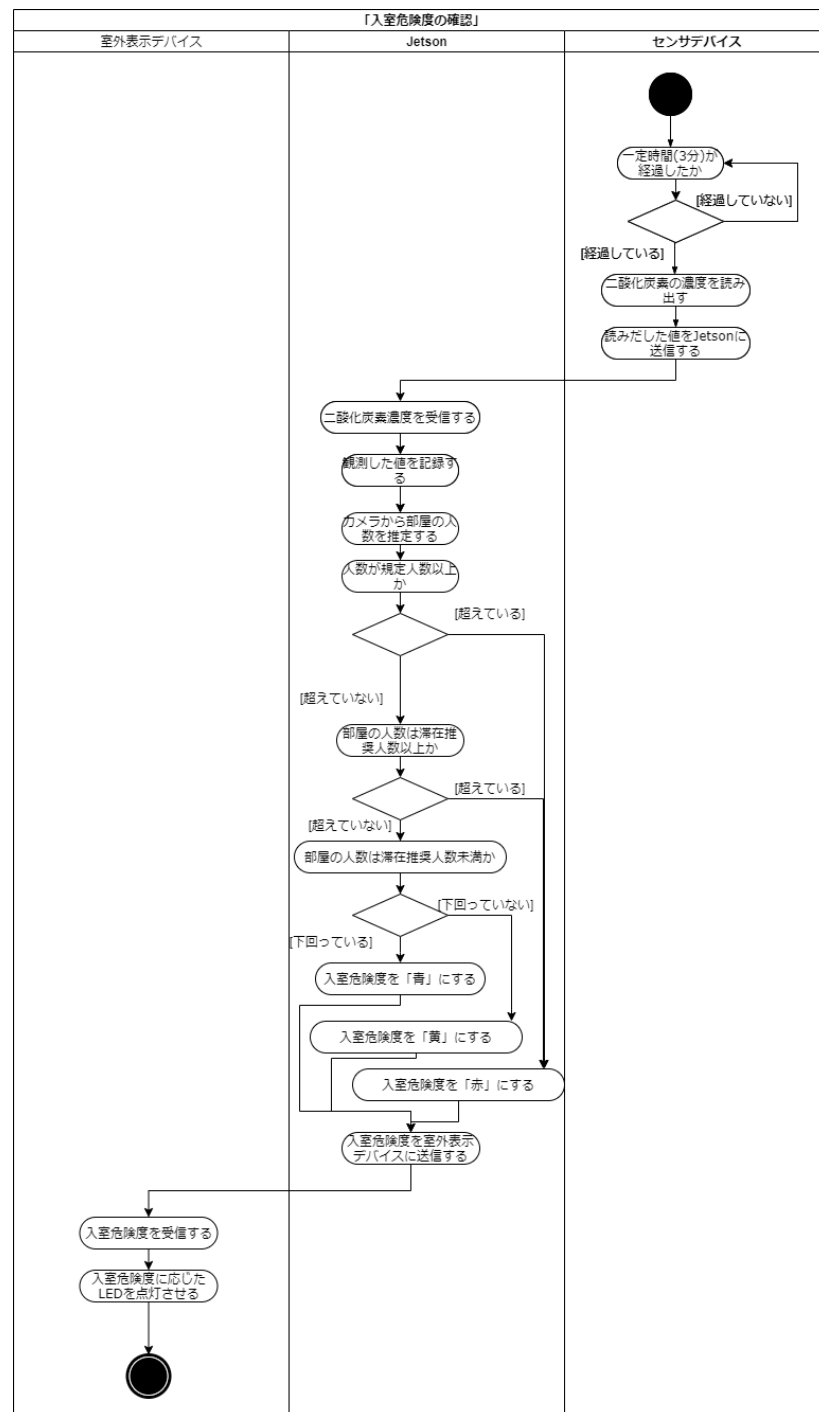 「入室危険度の確認」
室外表示デバイス
Jetson
センサデバイス
一定時間(3分)が
経過したか
[経過していない]
[経過している]
二酸化炭素の濃度を読み
出す
読みだした値をJetsonに
送信する
二酸化炭素濃度を受信する
観測した値を記録す
る
カメラから部屋の人
数を推定する
人数が規定人数以上
か
[超えている]
[超えていない]
部屋の人数は滞在推
奨人数以上か
[超えている]
[超えていない]
部屋の人数は滞在推奨人数未満か
[下回っていない]
[下回っている]
入室危険度を「青」にする
入室危険度を「黄」にする
入室危険度を「赤」にする
入室危険度を室外表示
デバイスに送信する
入室危険度を受信する
入室危険度に応じた
LEDを点灯させる